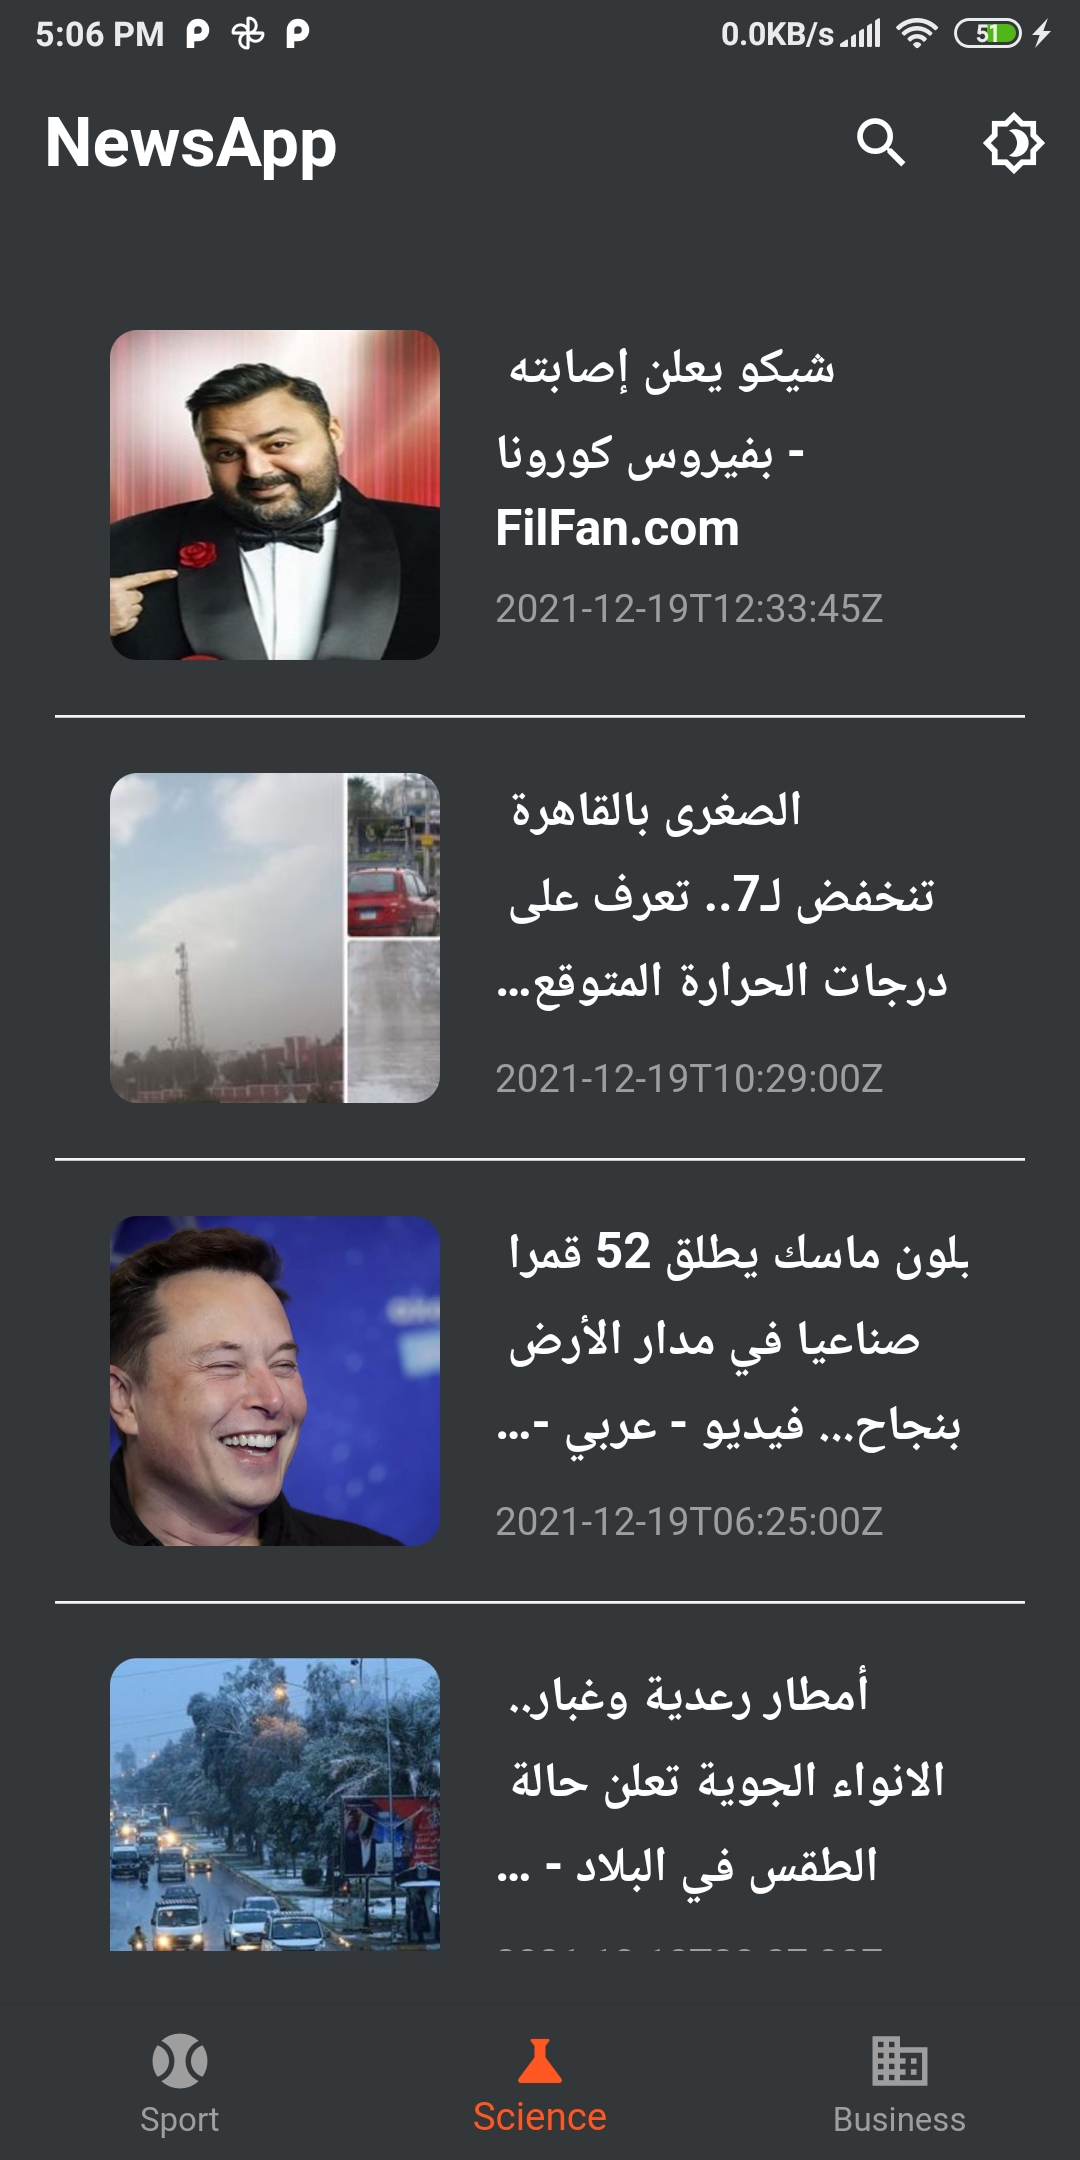 5:06 PM
0.0KB/s
51
NewsApp
شيكو يعلن إصابته
بفيروس كورونا -
FilFan.com
2021-12-19T12:33:45Z
الصغرى بالقاهرة
تنخفض لـ7.. تعرف على
درجات الحرارة المتوقع...
2021-12-19T10:29:00Z
بلون ماسك يطلق 52 قمرا
صناعيا في مدار الأرض
بنجاح... فيديو - عربي -...
2021-12-19T06:25:00Z
أمطار رعدية وغبار..
الانواء الجوية تعلن حالة
الطقس في البلاد - ...
Sport
Science
Business